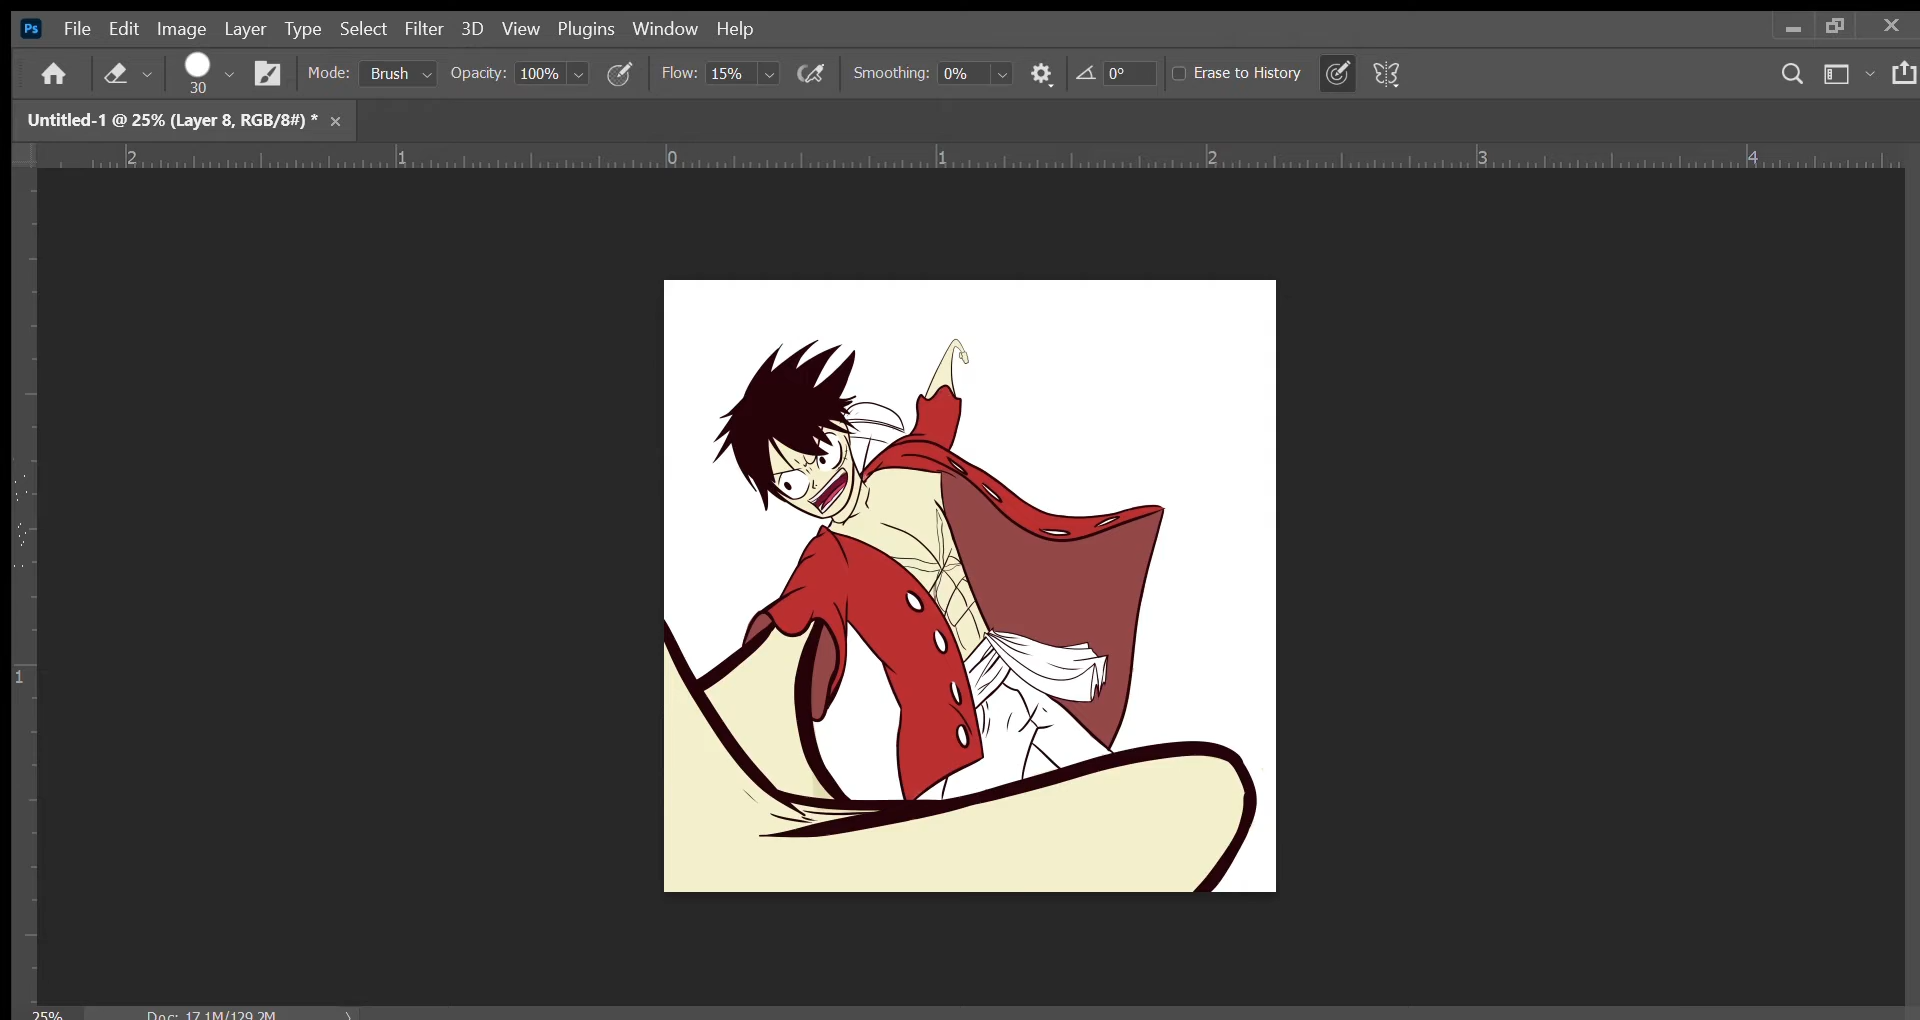 Ps File Edit Image Layer Type Select Filter 3D View Plugins Window Help
30 Mode: Brush Opacity: 100% Flow: 15% Smoothing: 0% 0° Erase to History
Untitled-1 @ 25% (Layer 8, RGB/8#) *
2 1 0 1 2 3 4
1
25% Doc: 17.1M/129.2M